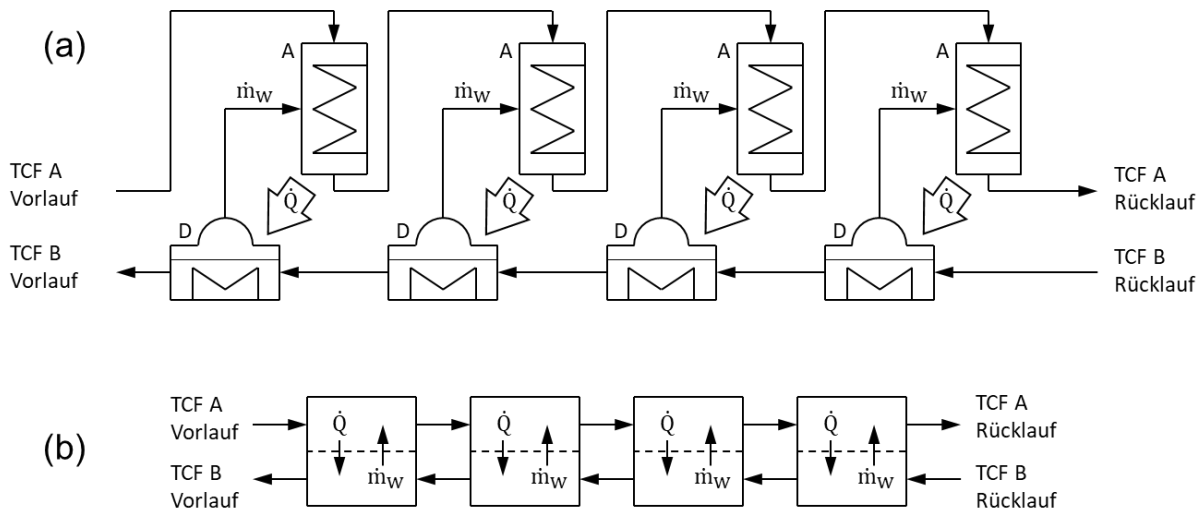 (a)
A
A
A
A
ṁw
ṁw
ṁw
ṁw
TCF A
Vorlauf
Q̇
Q̇
Q̇
Q̇
TCF A
Rücklauf
D
D
D
D
TCF B
Vorlauf
TCF B
Rücklauf
(b)
TCF A
Vorlauf
Q̇
Q̇
Q̇
Q̇
TCF A
Rücklauf
TCF B
Vorlauf
ṁw
ṁw
ṁw
ṁw
TCF B
Rücklauf